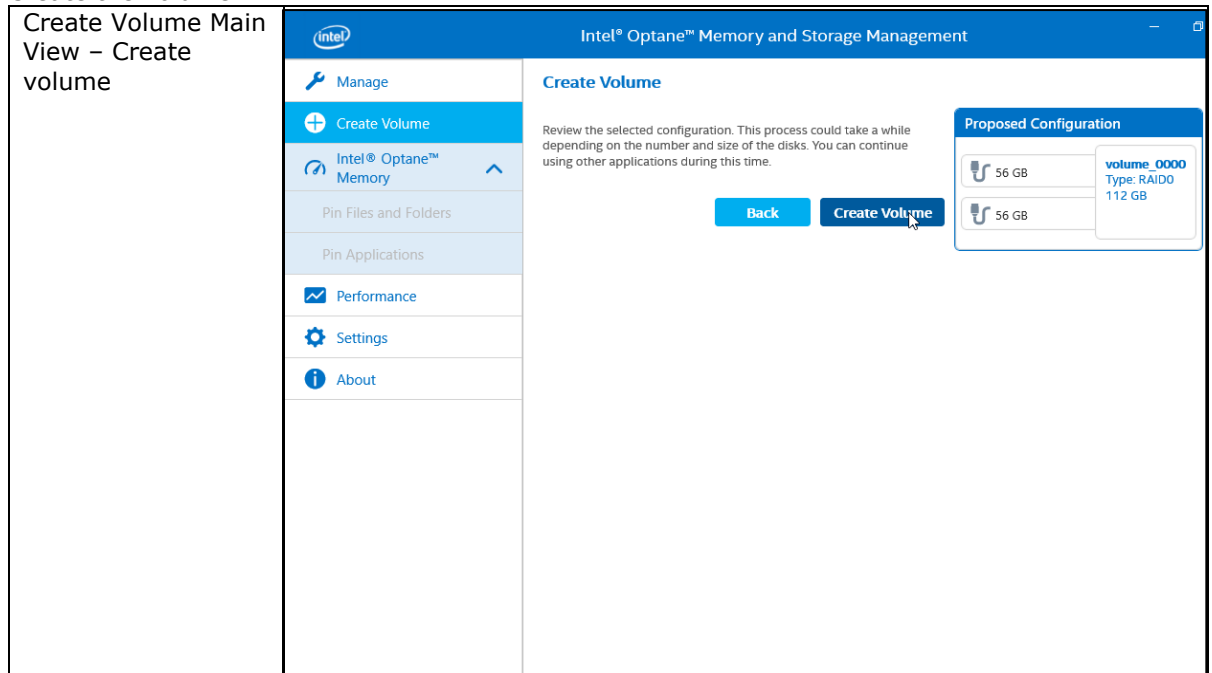 Create Volume Main
View – Create
volume
intel
Intel® Optane™ Memory and Storage Management
Manage
Create Volume
Intel® Optane™
Memory
Pin Files and Folders
Pin Applications
Performance
Settings
About
Create Volume
Review the selected configuration. This process could take a while
depending on the number and size of the disks. You can continue
using other applications during this time.
Back
Create Volume
Proposed Configuration
56 GB
56 GB
volume_0000
Type: RAID0
112 GB